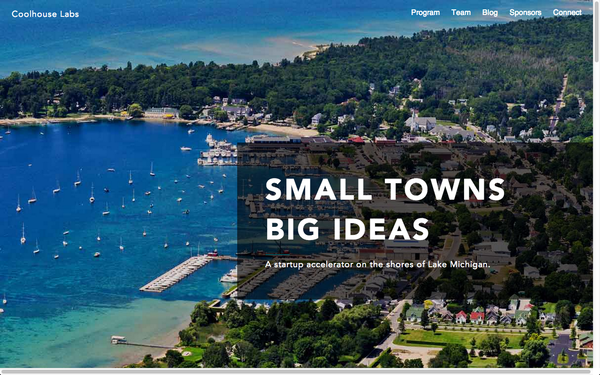 Coolhouse Labs
Program Team Blog Sponsors Connect
SMALL TOWNS
BIG IDEAS
A startup accelerator on the shores of Lake Michigan.